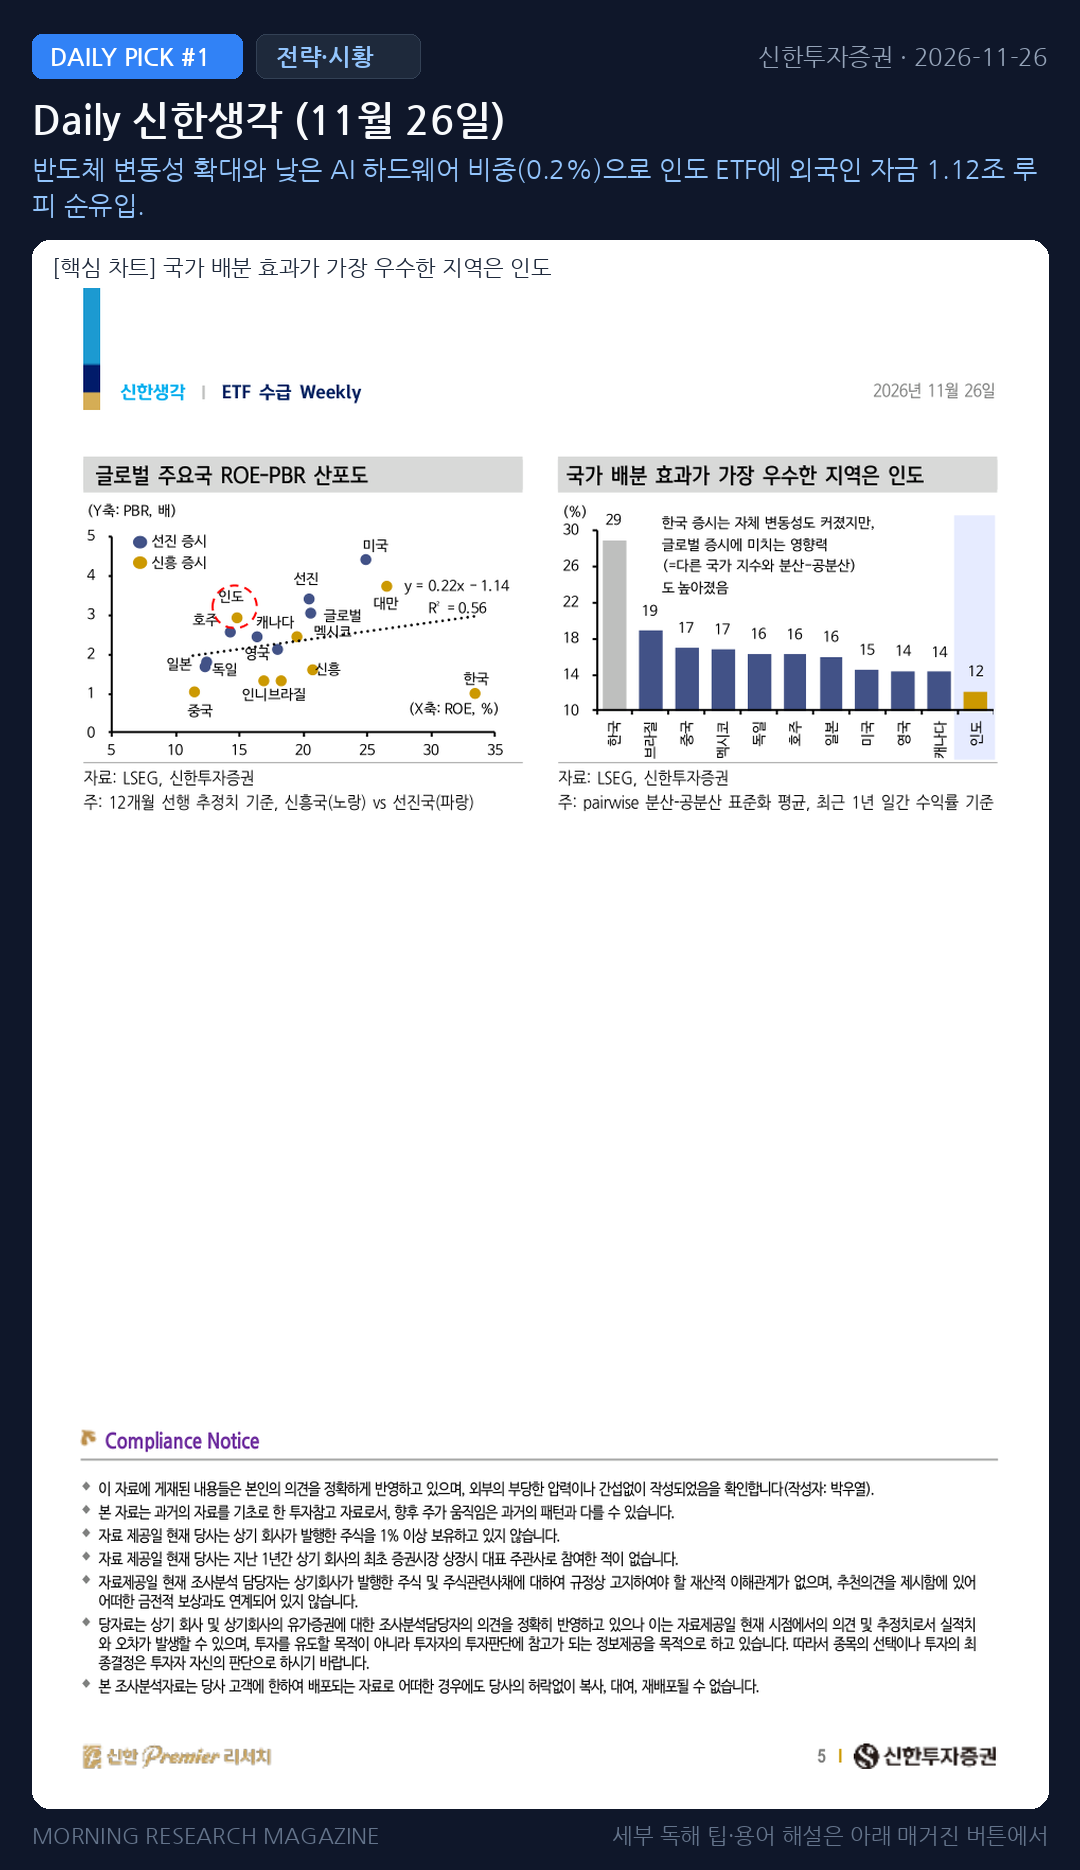 DAILY PICK #1
전략·시황
신한투자증권 · 2026-11-26
Daily 신한생각 (11월 26일)
반도체 변동성 확대와 낮은 AI 하드웨어 비중(0.2%)으로 인도 ETF에 외국인 자금 1.12조 루
피 순유입.
[핵심 차트] 국가 배분 효과가 가장 우수한 지역은 인도
신한생각 | ETF 수급 Weekly
2026년 11월 26일
글로벌 주요국 ROE-PBR 산포도
(Y축: PBR, 배)
5
4
3
2
1
0
5 10 15 20 25 30 35
선진 증시
신흥 증시
미국
선진
대만
y = 0.22x - 1.14
R² = 0.56
인도
호주
캐나다
글로벌
멕시코
영국
일본
독일
신흥
인니브라질
중국
한국
(X축: ROE, %)
자료: LSEG, 신한투자증권
주: 12개월 선행 추정치 기준, 신흥국(노랑) vs 선진국(파랑)
국가 배분 효과가 가장 우수한 지역은 인도
(%)
30
26
22
18
14
10
한국 증시는 자체 변동성도 커졌지만,
글로벌 증시에 미치는 영향력
(=다른 국가 지수와 분산-공분산)
도 높아졌음
29 19 17 17 16 16 16 15 14 14 12
한국 브라질 중국 멕시코 독일 호주 일본 미국 영국 캐나다 인도
자료: LSEG, 신한투자증권
주: pairwise 분산-공분산 표준화 평균, 최근 1년 일간 수익률 기준
Compliance Notice
이 자료에 게재된 내용들은 본인의 의견을 정확하게 반영하고 있으며, 외부의 부당한 압력이나 간섭없이 작성되었음을 확인합니다(작성자: 박우열).
본 자료는 과거의 자료를 기초로 한 투자참고 자료로서, 향후 주가 움직임은 과거의 패턴과 다를 수 있습니다.
자료 제공일 현재 당사는 상기 회사가 발행한 주식을 1% 이상 보유하고 있지 않습니다.
자료 제공일 현재 당사는 지난 1년간 상기 회사의 최초 증권시장 상장시 대표 주관사로 참여한 적이 없습니다.
자료제공일 현재 조사분석 담당자는 상기회사가 발행한 주식 및 주식관련사채에 대하여 규정상 고지하여야 할 재산적 이해관계가 없으며, 추천의견을 제시함에 있어
어떠한 금전적 보상과도 연계되어 있지 않습니다.
당자료는 상기 회사 및 상기회사의 유가증권에 대한 조사분석담당자의 의견을 정확히 반영하고 있으나 이는 자료제공일 현재 시점에서의 의견 및 추정치로서 실적치
와 오차가 발생할 수 있으며, 투자를 유도할 목적이 아니라 투자자의 투자판단에 참고가 되는 정보제공을 목적으로 하고 있습니다. 따라서 종목의 선택이나 투자의 최
종결정은 투자자 자신의 판단으로 하시기 바랍니다.
본 조사분석자료는 당사 고객에 한하여 배포되는 자료로 어떠한 경우에도 당사의 허락없이 복사, 대여, 재배포될 수 없습니다.
신한 Premier 리서치
5 | 신한투자증권
MORNING RESEARCH MAGAZINE
세부 독해 팁·용어 해설은 아래 매거진 버튼에서